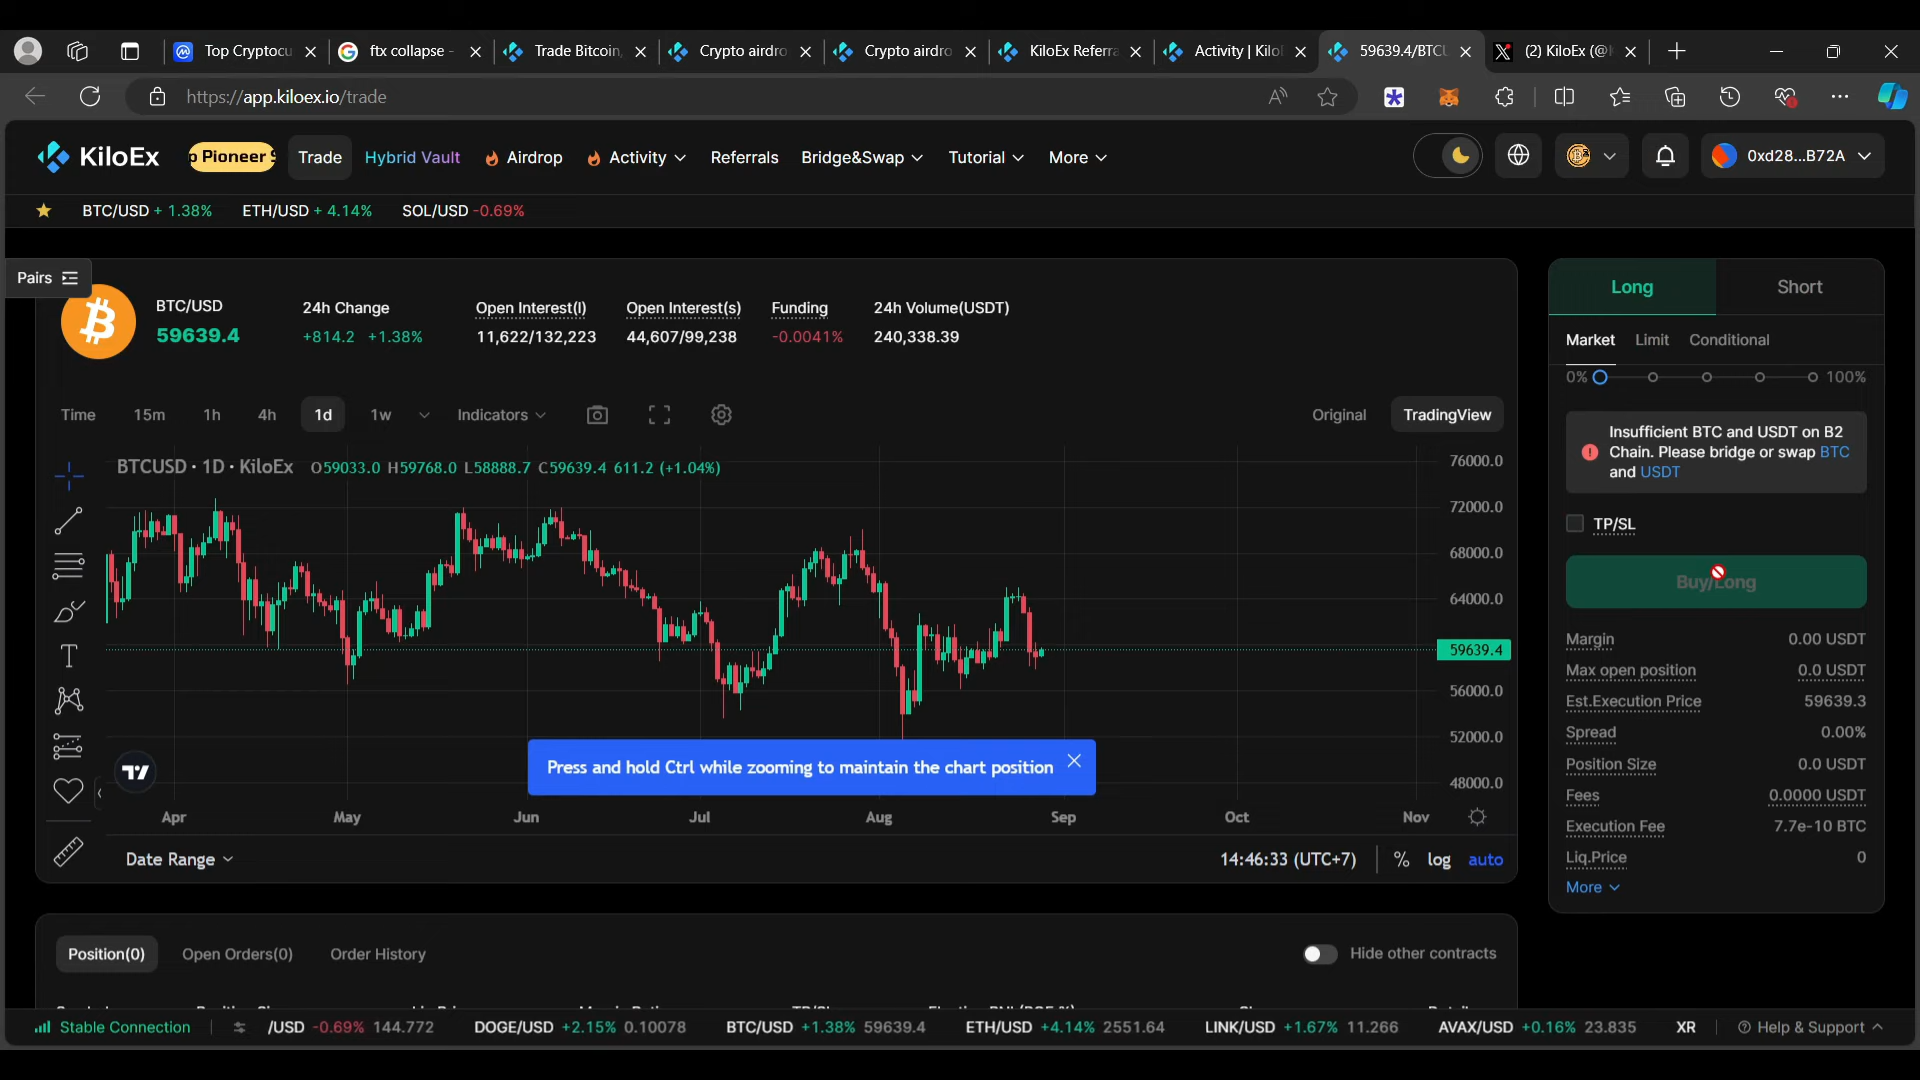 Top Cryptocu
ftx collapse -
Trade Bitcoin,
Crypto airdro
Crypto airdro
KiloEx Referra
Activity | Kilo
59639.4/BTCU
(2) KiloEx (@
https://app.kiloex.io/trade
KiloEx
Pioneer
Trade
Hybrid Vault
Airdrop
Activity
Referrals
Bridge&Swap
Tutorial
More
0xd28...B72A
BTC/USD + 1.38%
ETH/USD + 4.14%
SOL/USD -0.69%
Pairs
BTC/USD
59639.4
24h Change
+814.2 +1.38%
Open Interest(l)
11,622/132,223
Open Interest(s)
44,607/99,238
Funding
-0.0041%
24h Volume(USDT)
240,338.39
Time 15m 1h 4h 1d 1w Indicators
Original TradingView
BTCUSD · 1D · KiloEx O59033.0 H59768.0 L58888.7 C59639.4 611.2 (+1.04%)
76000.0
72000.0
68000.0
64000.0
59639.4
56000.0
52000.0
48000.0
Press and hold Ctrl while zooming to maintain the chart position
Apr May Jun Jul Aug Sep Oct Nov
Date Range
14:46:33 (UTC+7) % log auto
Long Short
Market Limit Conditional
0% 100%
Insufficient BTC and USDT on B2
Chain. Please bridge or swap BTC
and USDT
TP/SL
Buy/Long
Margin 0.00 USDT
Max open position 0.0 USDT
Est.Execution Price 59639.3
Spread 0.00%
Position Size 0.0 USDT
Fees 0.0000 USDT
Execution Fee 7.7e-10 BTC
Liq.Price 0
More
Position(0) Open Orders(0) Order History
Hide other contracts
Stable Connection
/USD -0.69% 144.772
DOGE/USD +2.15% 0.10078
BTC/USD +1.38% 59639.4
ETH/USD +4.14% 2551.64
LINK/USD +1.67% 11.266
AVAX/USD +0.16% 23.835
XR
Help & Support